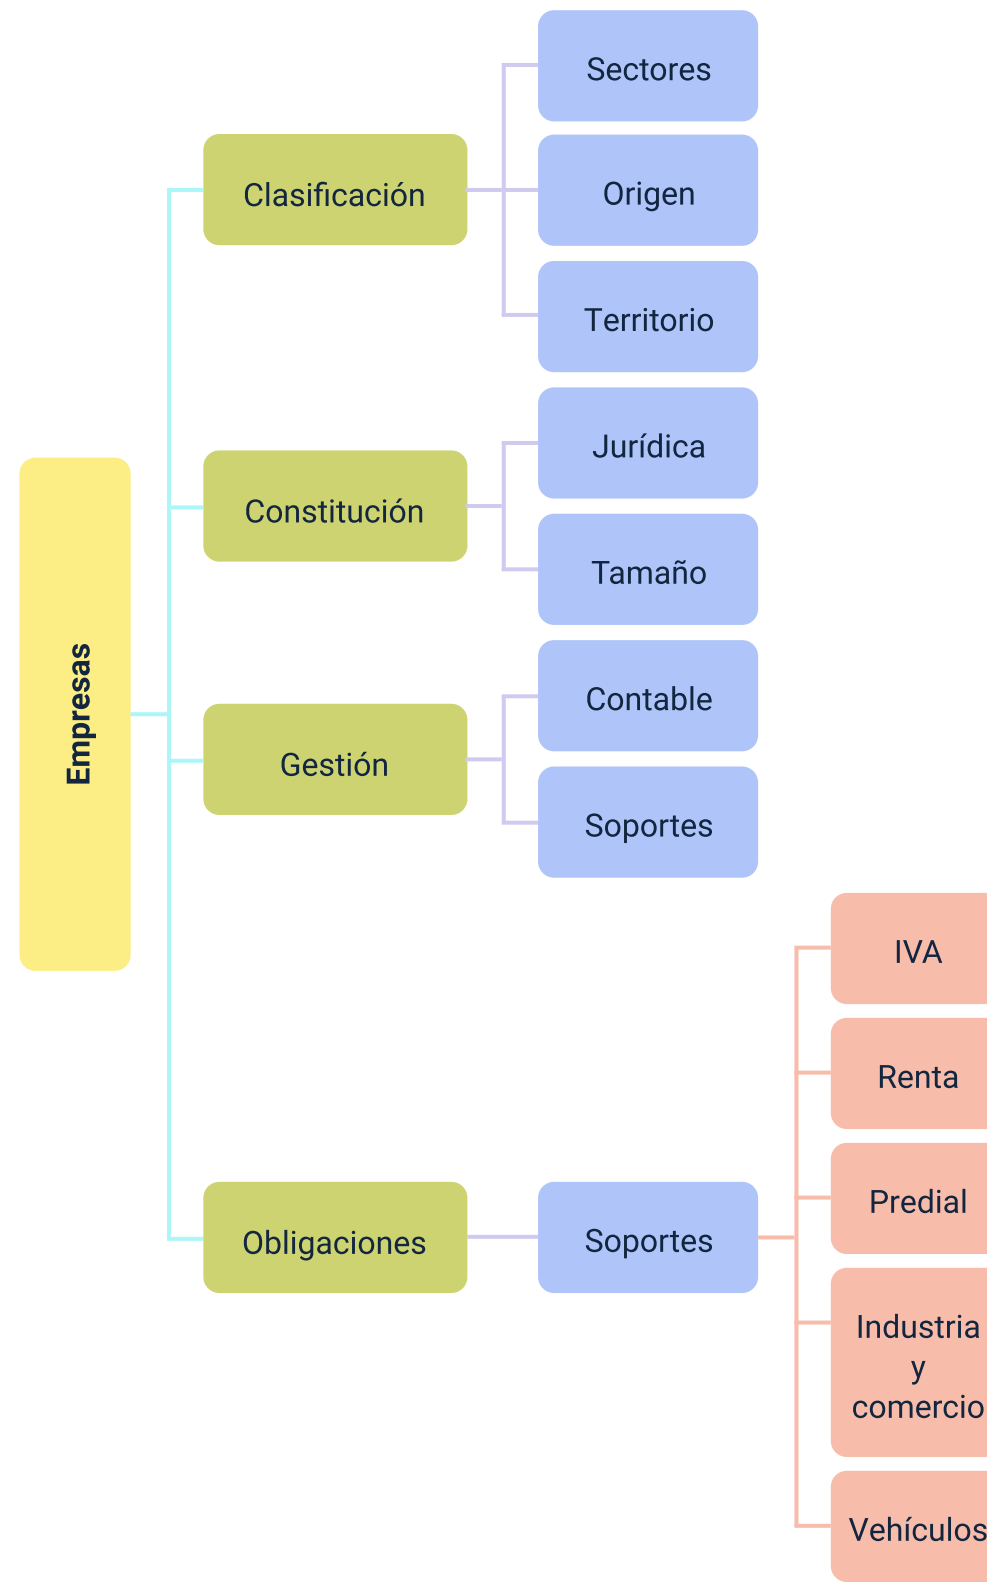 Empresas
Clasificación
Sectores
Origen
Territorio
Constitución
Jurídica
Tamaño
Gestión
Contable
Soportes
Obligaciones
Soportes
IVA
Renta
Predial
Industria
y
comercio
Vehículos